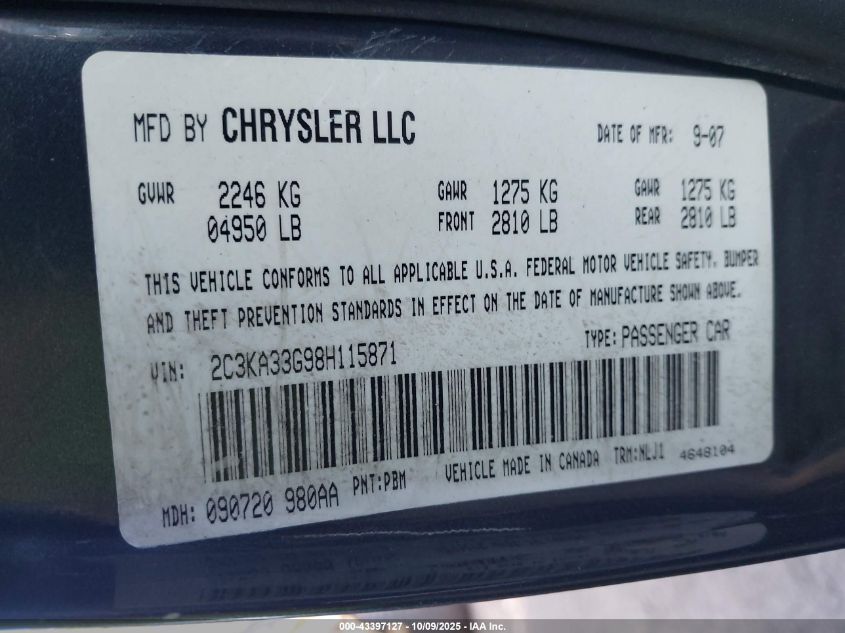 MFD BY CHRYSLER LLC DATE OF MFR: 9-07
GVWR 2246 KG GAWR 1275 KG GAWR 1275 KG
04950 LB FRONT 2810 LB REAR 2810 LB
THIS VEHICLE CONFORMS TO ALL APPLICABLE U.S.A. FEDERAL MOTOR VEHICLE SAFETY, BUMPER
AND THEFT PREVENTION STANDARDS IN EFFECT ON THE DATE OF MANUFACTURE SHOWN ABOVE.
VIN: 2C3KA33G98H115871 TYPE: PASSENGER CAR
MDH: 090720 980AA PNT:PBM VEHICLE MADE IN CANADA TRM:NLJ1 4648104
000-43397127 - 10/09/2025 - IAA Inc.